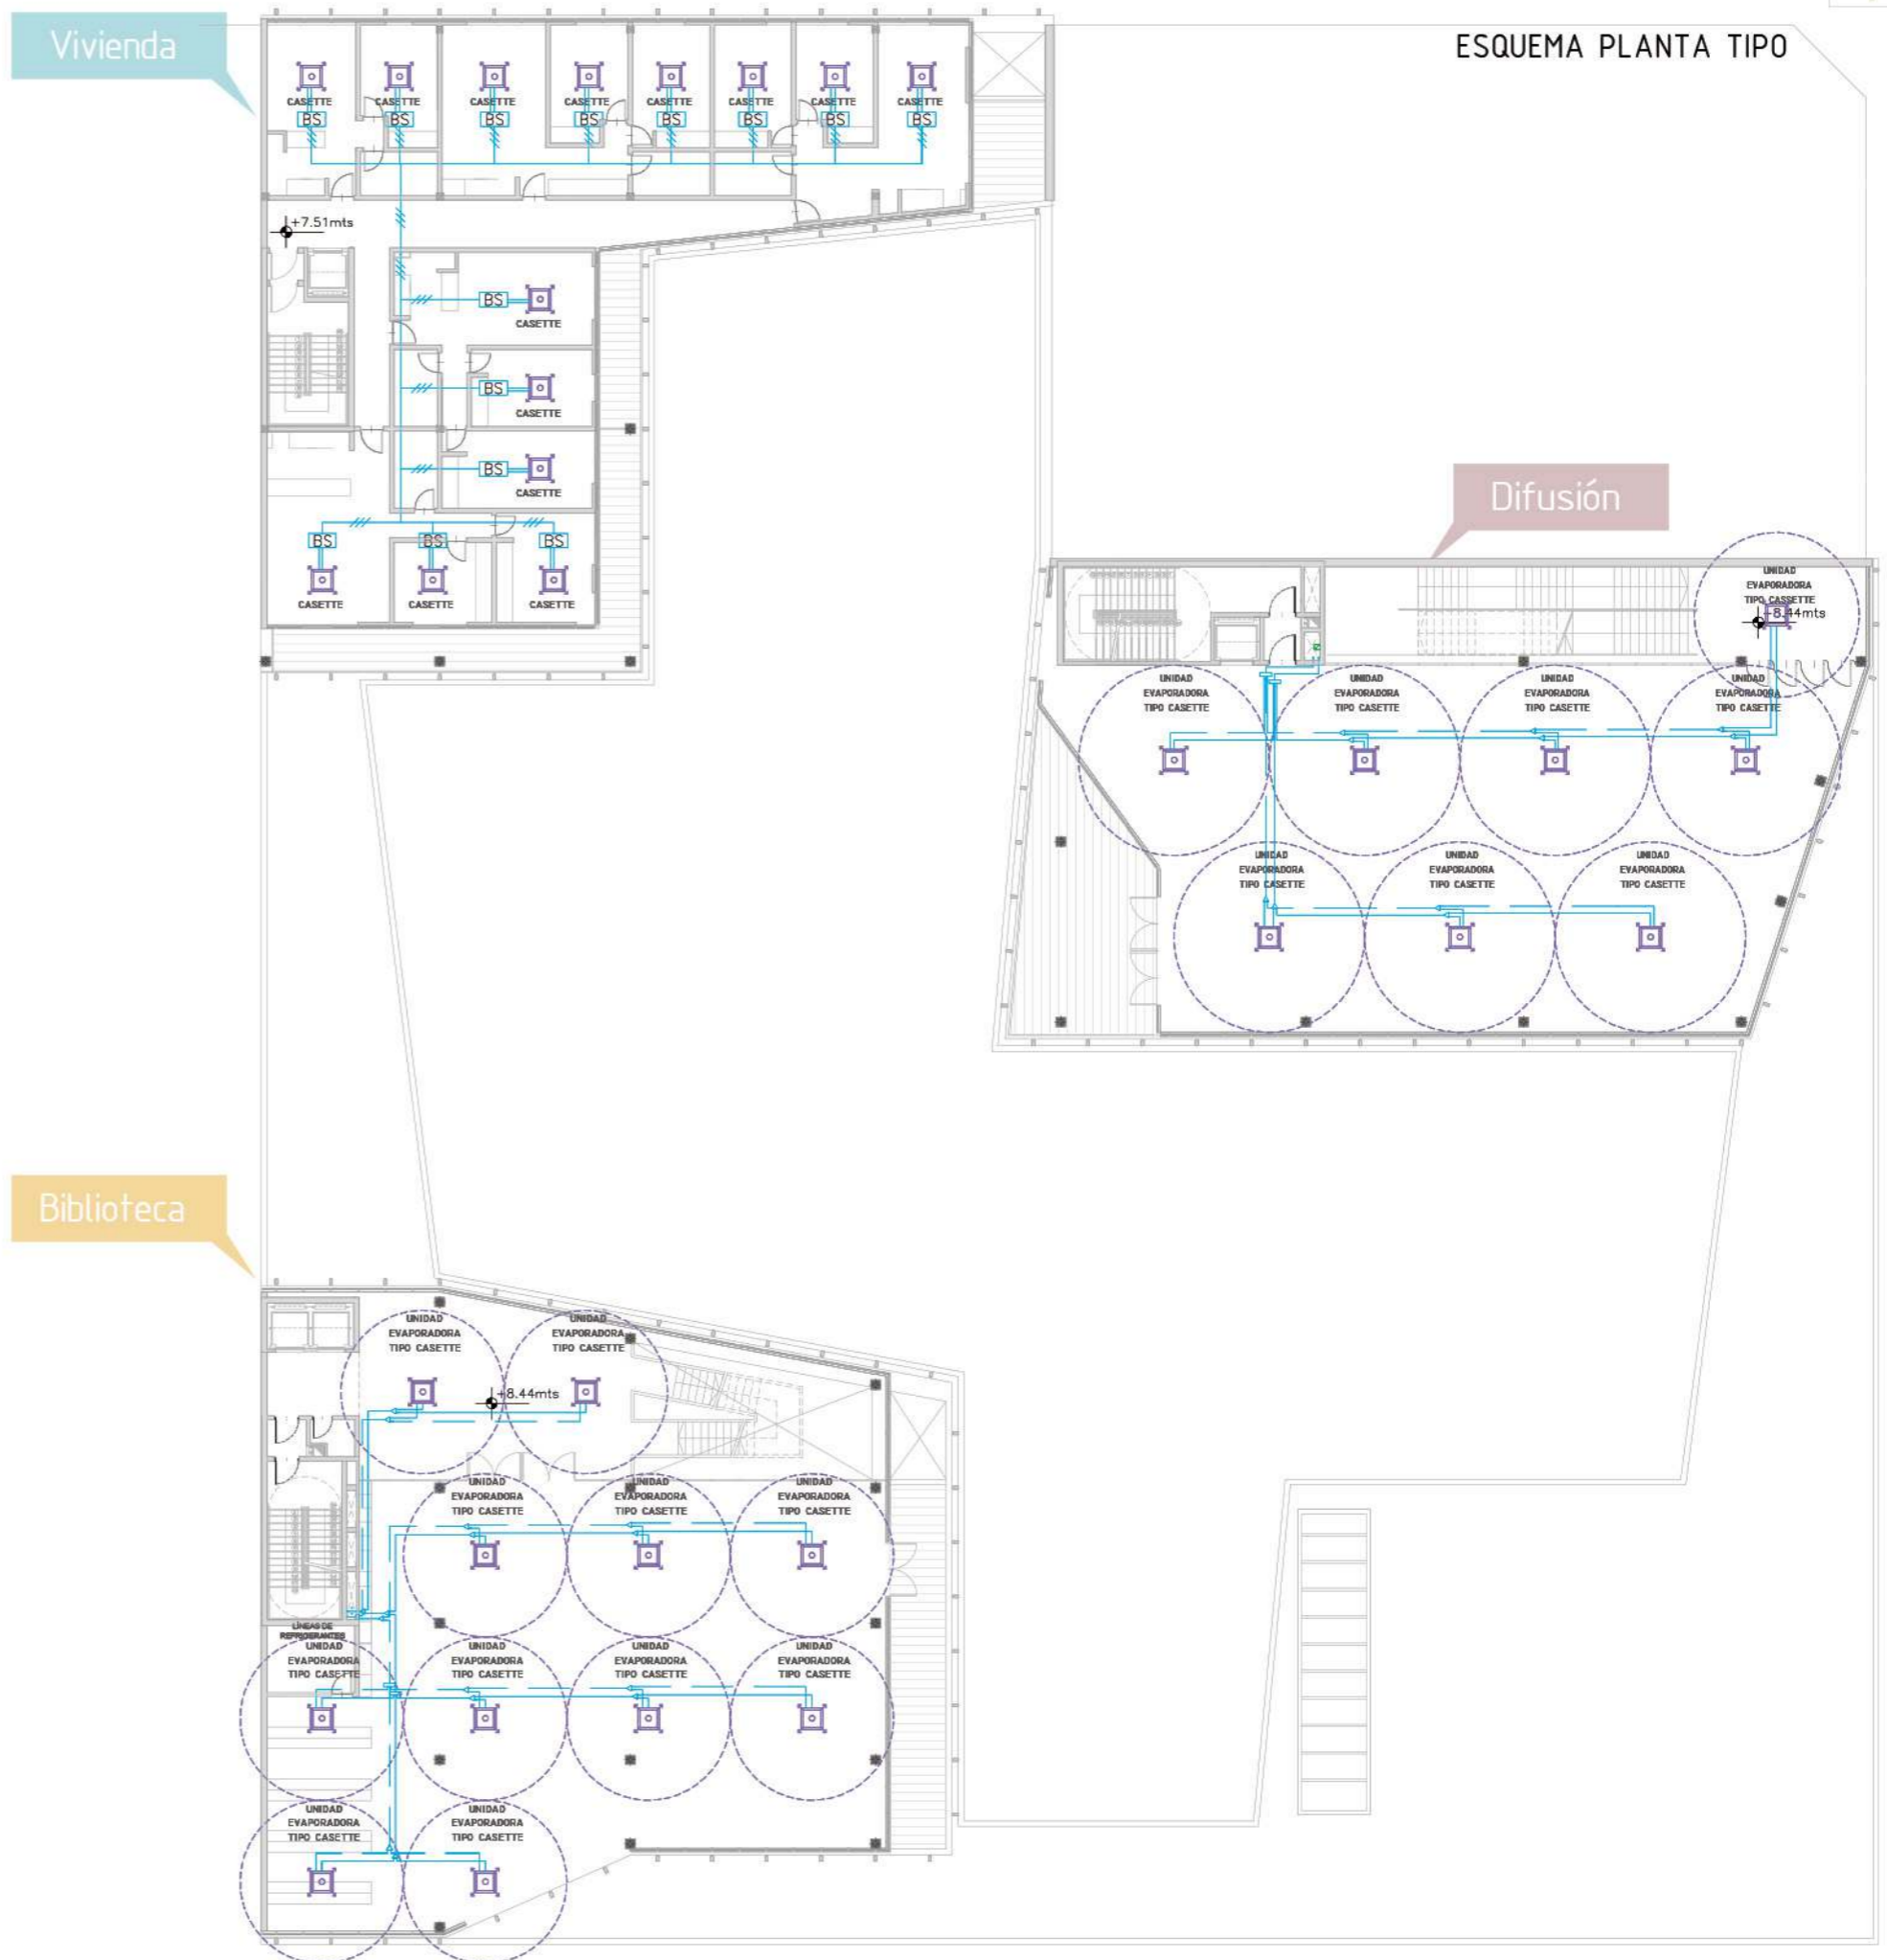 Vivienda
ESQUEMA PLANTA TIPO
CASETTE CASETTE CASETTE CASETTE CASETTE CASETTE CASETTE CASETTE
BS BS BS BS BS BS BS BS
+7.51mts
BS
CASETTE
BS
CASETTE
BS
CASETTE
BS BS BS
CASETTE CASETTE CASETTE
Difusión
UNIDAD
EVAPORADORA
TIPO CASSETTE
+8.44mts
UNIDAD UNIDAD UNIDAD UNIDAD
EVAPORADORA EVAPORADORA EVAPORADORA EVAPORADORA
TIPO CASETTE TIPO CASETTE TIPO CASETTE TIPO CASETTE
UNIDAD UNIDAD UNIDAD
EVAPORADORA EVAPORADORA EVAPORADORA
TIPO CASETTE TIPO CASETTE TIPO CASETTE
Biblioteca
UNIDAD UNIDAD
EVAPORADORA EVAPORADORA
TIPO CASETTE TIPO CASETTE
+8.44mts
UNIDAD UNIDAD UNIDAD
EVAPORADORA EVAPORADORA EVAPORADORA
TIPO CASETTE TIPO CASETTE TIPO CASETTE
LINEAS DE
REFRIGERANTES
UNIDAD UNIDAD UNIDAD UNIDAD
EVAPORADORA EVAPORADORA EVAPORADORA EVAPORADORA
TIPO CASETTE TIPO CASETTE TIPO CASETTE TIPO CASETTE
UNIDAD UNIDAD
EVAPORADORA EVAPORADORA
TIPO CASETTE TIPO CASETTE